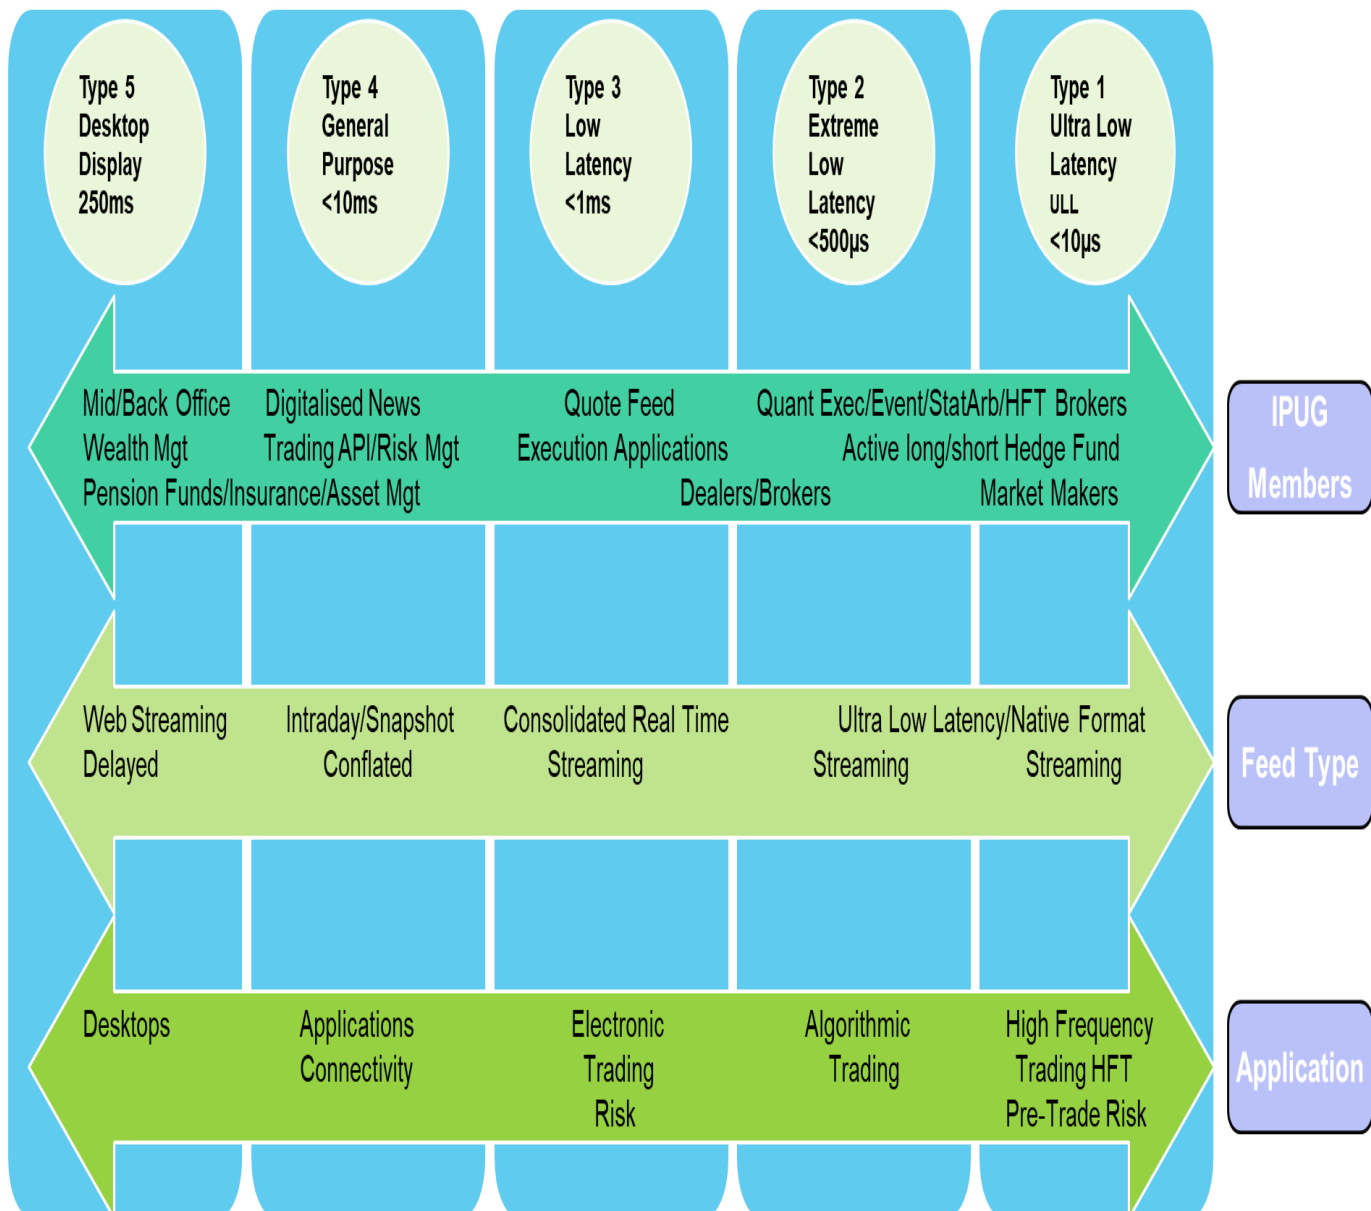 Type 5
Desktop
Display
250ms
Type 4
General
Purpose
<10ms
Type 3
Low
Latency
<1ms
Type 2
Extreme
Low
Latency
<500µs
Type 1
Ultra Low
Latency
ULL
<10µs
Mid/Back Office Digitalised News Quote Feed Quant Exec/Event/StatArb/HFT Brokers
Wealth Mgt Trading API/Risk Mgt Execution Applications Active long/short Hedge Fund
Pension Funds/Insurance/Asset Mgt Dealers/Brokers Market Makers
IPUG
Members
Web Streaming Intraday/Snapshot Consolidated Real Time Ultra Low Latency/Native Format
Delayed Conflated Streaming Streaming Streaming
Feed Type
Desktops Applications Electronic Algorithmic High Frequency
Connectivity Trading Trading Trading HFT
Risk Pre-Trade Risk
Application